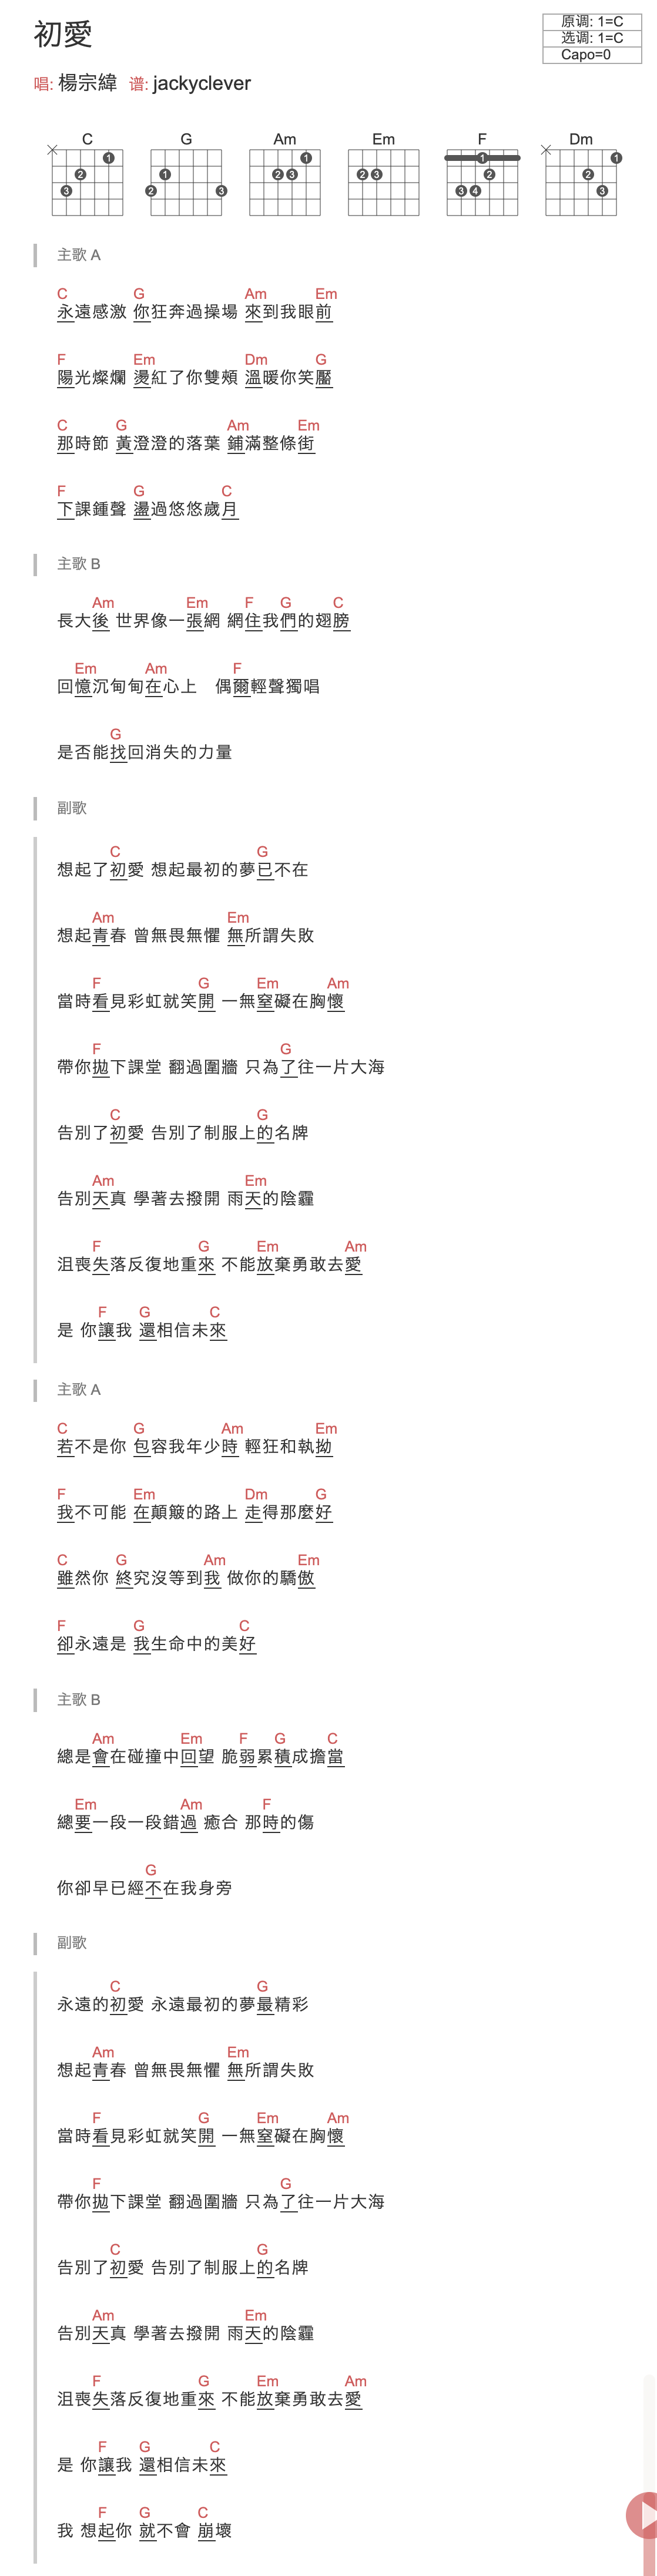 初愛
原调: 1=C
选调: 1=C
Capo=0
唱: 楊宗緯 谱: jackyclever
C G Am Em F Dm
主歌 A
C G Am Em
永遠感激 你狂奔過操場 來到我眼前
F Em Dm G
陽光燦爛 燙紅了你雙頰 溫暖你笑靨
C G Am Em
那時節 黃澄澄的落葉 鋪滿整條街
F G C
下課鍾聲 盪過悠悠歲月
主歌 B
Am Em F G C
長大後 世界像一張網 網住我們的翅膀
Em Am F
回憶沉甸甸在心上 偶爾輕聲獨唱
G
是否能找回消失的力量
副歌
C G
想起了初愛 想起最初的夢已不在
Am Em
想起青春 曾無畏無懼 無所謂失敗
F G Em Am
當時看見彩虹就笑開 一無窒礙在胸懷
F G
帶你拋下課堂 翻過圍牆 只為了往一片大海
C G
告別了初愛 告別了制服上的名牌
Am Em
告別天真 學著去撥開 雨天的陰霾
F G Em Am
沮喪失落反復地重來 不能放棄勇敢去愛
F G C
是 你讓我 還相信未來
主歌 A
C G Am Em
若不是你 包容我年少時 輕狂和執拗
F Em Dm G
我不可能 在顛簸的路上 走得那麼好
C G Am Em
雖然你 終究沒等到我 做你的驕傲
F G C
卻永遠是 我生命中的美好
主歌 B
Am Em F G C
總是會在碰撞中回望 脆弱累積成擔當
Em Am F
總要一段一段錯過 癒合 那時的傷
G
你卻早已經不在我身旁
副歌
C G
永遠的初愛 永遠最初的夢最精彩
Am Em
想起青春 曾無畏無懼 無所謂失敗
F G Em Am
當時看見彩虹就笑開 一無窒礙在胸懷
F G
帶你拋下課堂 翻過圍牆 只為了往一片大海
C G
告別了初愛 告別了制服上的名牌
Am Em
告別天真 學著去撥開 雨天的陰霾
F G Em Am
沮喪失落反復地重來 不能放棄勇敢去愛
F G C
是 你讓我 還相信未來
F G C
我 想起你 就不會 崩壞